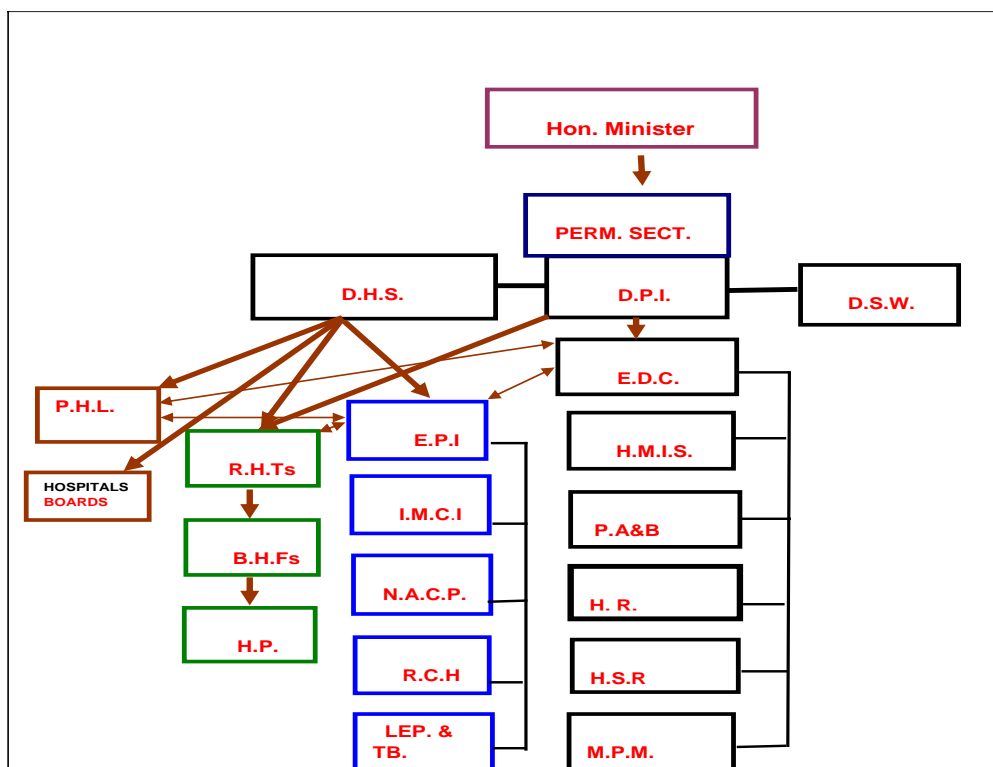 Hon. Minister
PERM. SECT.
D.H.S.
D.P.I.
D.S.W.
E.D.C.
P.H.L.
E.P.I
H.M.I.S.
R.H.Ts
HOSPITALS
BOARDS
I.M.C.I
P.A&B
B.H.Fs
N.A.C.P.
H. R.
H.P.
R.C.H
H.S.R
LEP. &
TB.
M.P.M.